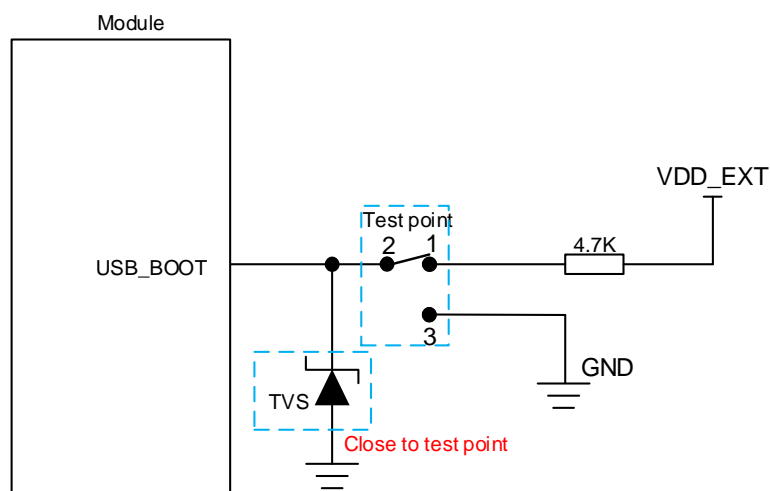 Module
VDD_EXT
Test point
2 1
4.7K
USB_BOOT
3
GND
TVS
Close to test point